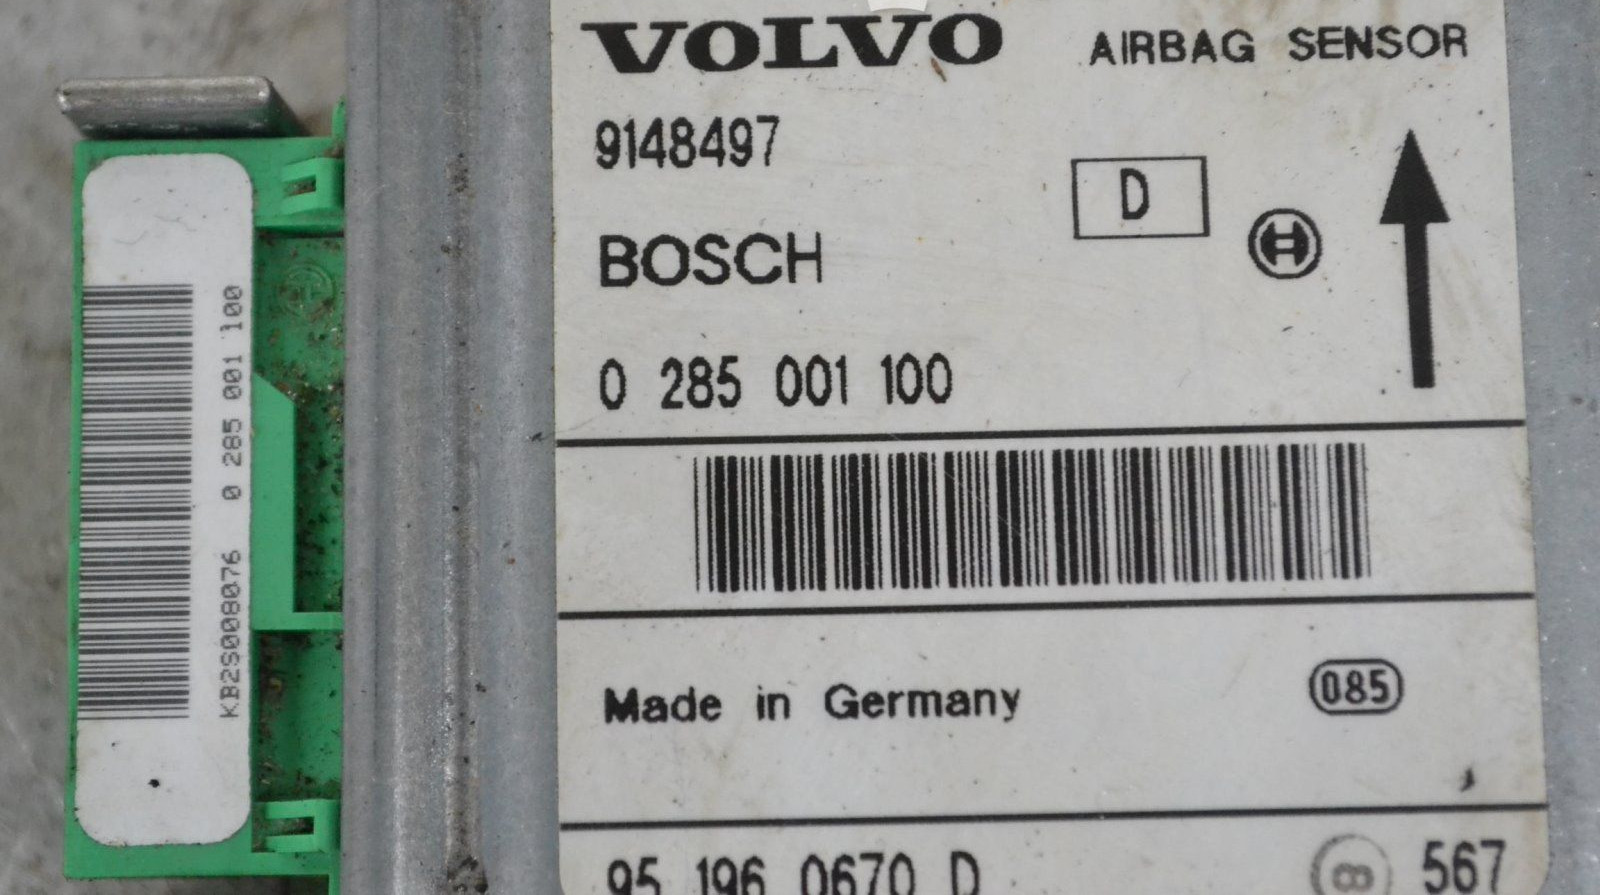 VOLVO AIRBAG SENSOR
9148497
D
BOSCH
0 285 001 100
Made in Germany
085
95 196 0670 D
567
KB2S008076 0 285 001 100